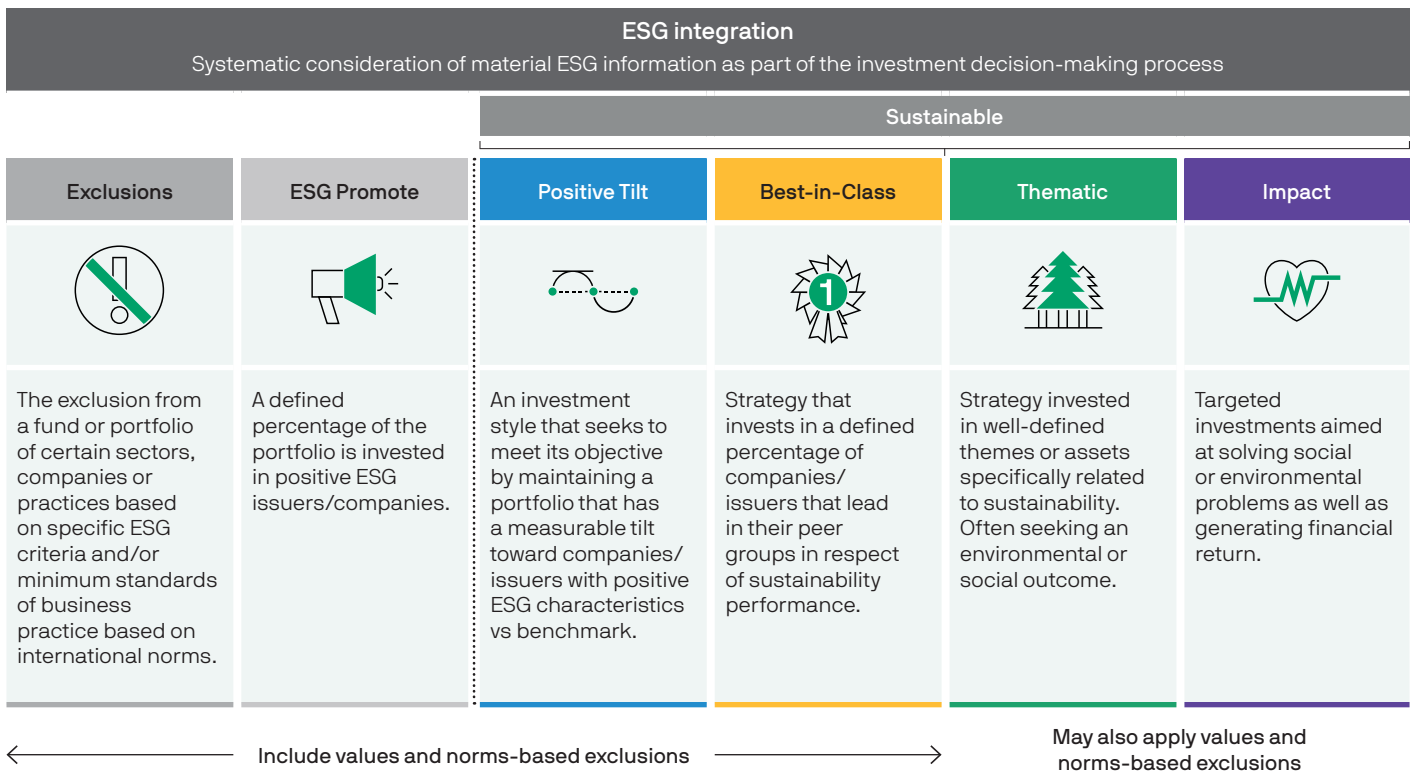 ESG integration
Systematic consideration of material ESG information as part of the investment decision-making process
Sustainable
Exclusions
ESG Promote
Positive Tilt
Best-in-Class
Thematic
Impact
1
The exclusion from
a fund or portfolio
of certain sectors,
companies or
practices based
on specific ESG
criteria and/or
minimum standards
of business
practice based on
international norms.
A defined
percentage of the
portfolio is invested
in positive ESG
issuers/companies.
An investment
style that seeks to
meet its objective
by maintaining a
portfolio that has
a measurable tilt
toward companies/
issuers with positive
ESG characteristics
vs benchmark.
Strategy that
invests in a defined
percentage of
companies/
issuers that lead
in their peer
groups in respect
of sustainability
performance.
Strategy invested
in well-defined
themes or assets
specifically related
to sustainability.
Often seeking an
environmental or
social outcome.
Targeted
investments aimed
at solving social
or environmental
problems as well as
generating financial
return.
Include values and norms-based exclusions
May also apply values and
norms-based exclusions